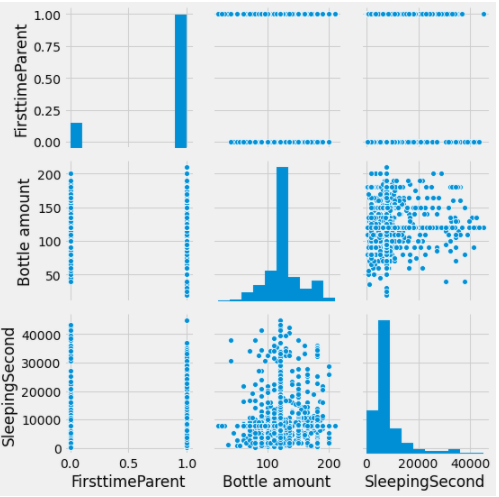 1.00
0.75
0.50
0.25
0.00
FirsttimeParent
200
150
100
50
Bottle amount
40000
30000
20000
10000
0
SleepingSecond
0.0 0.5 1.0 100 200 0 20000 40000
FirsttimeParent Bottle amount SleepingSecond